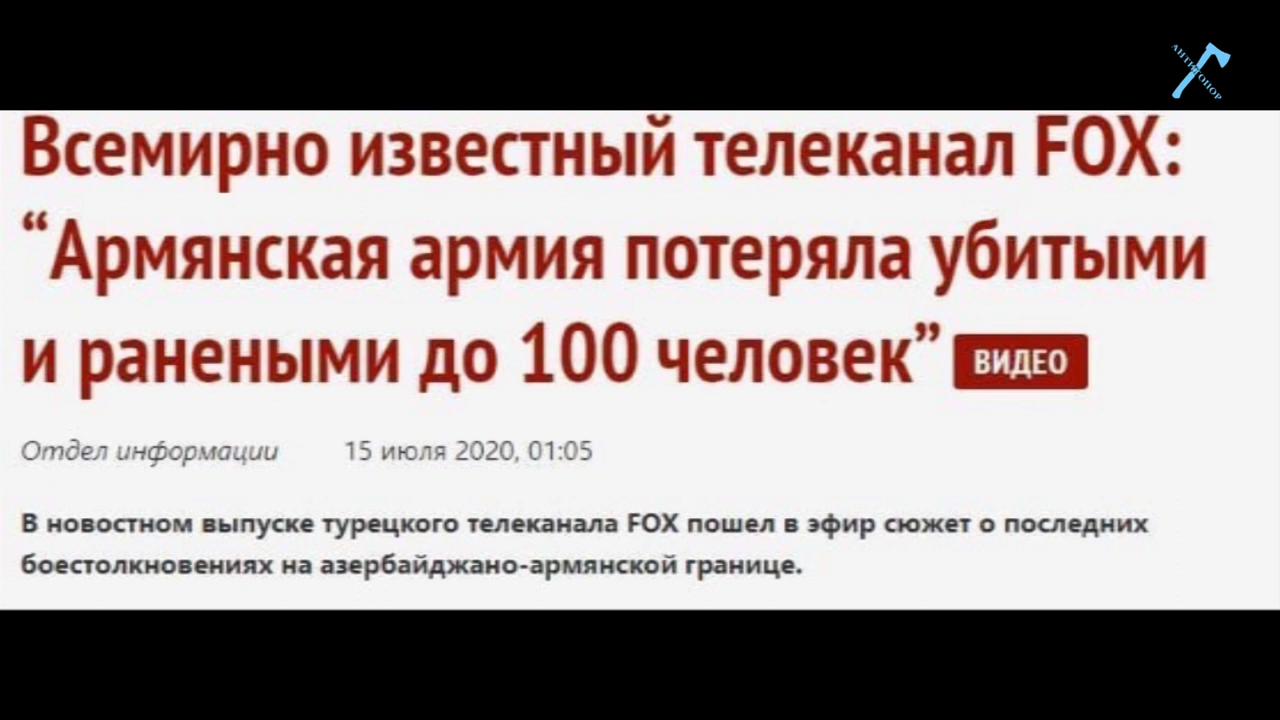 АНТИТОПОР
Всемирно известный телеканал FOX:
“Армянская армия потеряла убитыми
и ранеными до 100 человек” ВИДЕО
Отдел информации 15 июля 2020, 01:05
В новостном выпуске турецкого телеканала FOX пошел в эфир сюжет о последних
боестолкновениях на азербайджано-армянской границе.